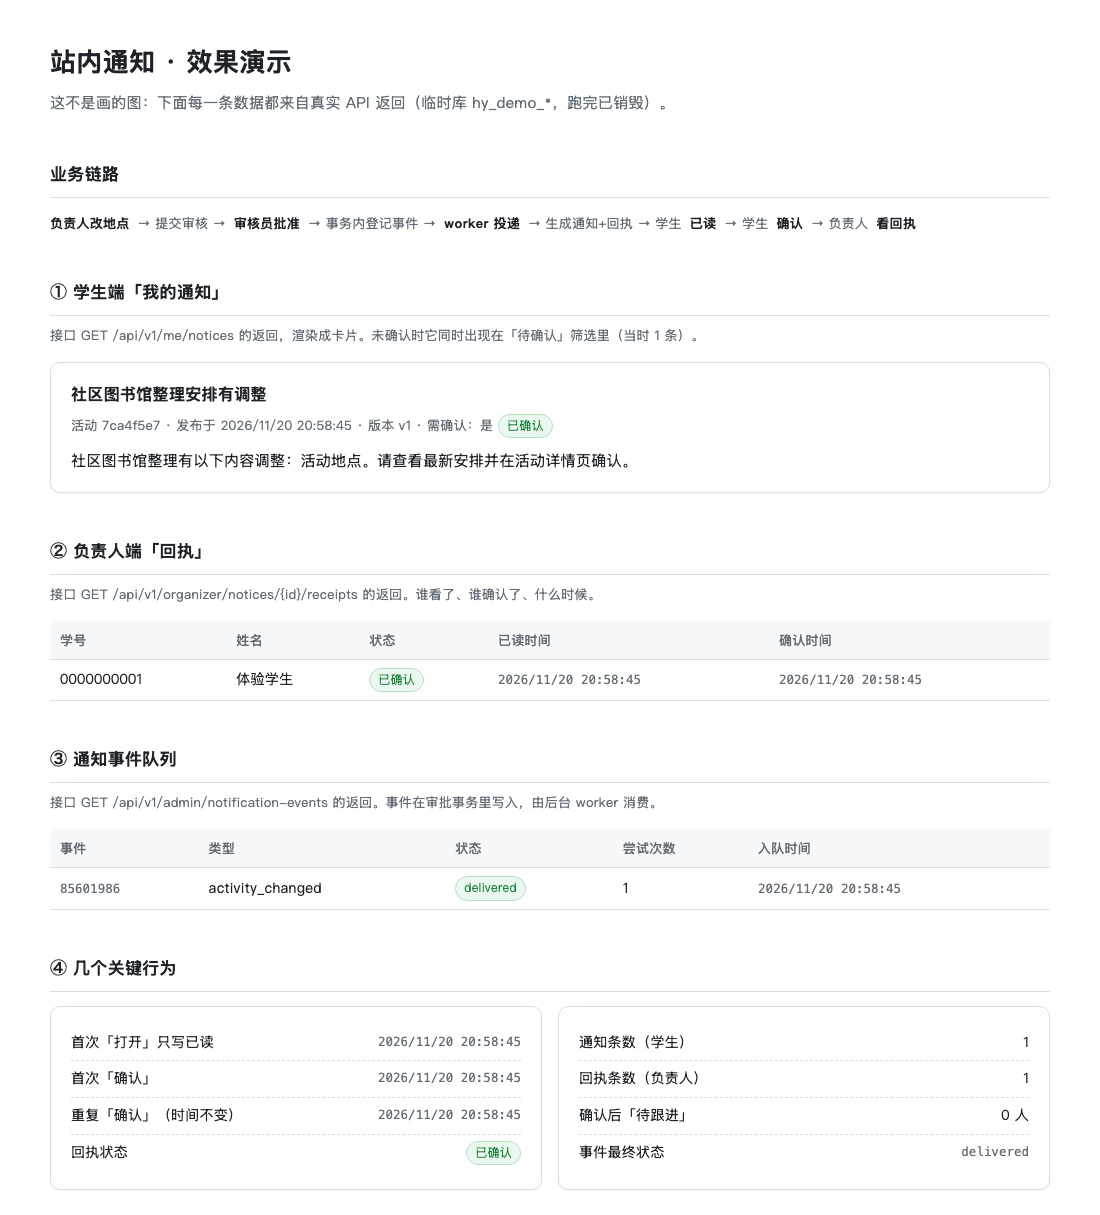 站内通知 · 效果演示
这不是画的图：下面每一条数据都来自真实 API 返回（临时库 hy_demo_*，跑完已销毁）。
业务链路
负责人改地点 → 提交审核 → 审核员批准 → 事务内登记事件 → worker 投递 → 生成通知+回执 → 学生 已读 → 学生 确认 → 负责人 看回执
① 学生端「我的通知」
接口 GET /api/v1/me/notices 的返回，渲染成卡片。未确认时它同时出现在「待确认」筛选里（当时 1 条）。
社区图书馆整理安排有调整
活动 7ca4f5e7 · 发布于 2026/11/20 20:58:45 · 版本 v1 · 需确认：是 已确认
社区图书馆整理有以下内容调整：活动地点。请查看最新安排并在活动详情页确认。
② 负责人端「回执」
接口 GET /api/v1/organizer/notices/{id}/receipts 的返回。谁看了、谁确认了、什么时候。
学号 姓名 状态 已读时间 确认时间
0000000001 体验学生 已确认 2026/11/20 20:58:45 2026/11/20 20:58:45
③ 通知事件队列
接口 GET /api/v1/admin/notification-events 的返回。事件在审批事务里写入，由后台 worker 消费。
事件 类型 状态 尝试次数 入队时间
85601986 activity_changed delivered 1 2026/11/20 20:58:45
④ 几个关键行为
首次「打开」只写已读 2026/11/20 20:58:45
首次「确认」 2026/11/20 20:58:45
重复「确认」（时间不变） 2026/11/20 20:58:45
回执状态 已确认
通知条数（学生） 1
回执条数（负责人） 1
确认后「待跟进」 0 人
事件最终状态 delivered